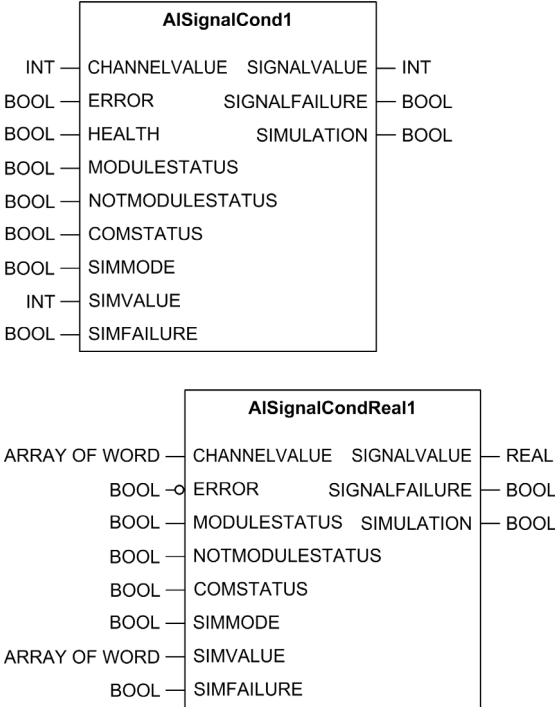 AISignalCond1
INT CHANNELVALUE SIGNALVALUE INT
BOOL ERROR SIGNALFAILURE BOOL
BOOL HEALTH SIMULATION BOOL
BOOL MODULESTATUS
BOOL NOTMODULESTATUS
BOOL COMSTATUS
BOOL SIMMODE
INT SIMVALUE
BOOL SIMFAILURE
AISignalCondReal1
ARRAY OF WORD CHANNELVALUE SIGNALVALUE REAL
BOOL ERROR SIGNALFAILURE BOOL
BOOL MODULESTATUS SIMULATION BOOL
BOOL NOTMODULESTATUS
BOOL COMSTATUS
BOOL SIMMODE
ARRAY OF WORD SIMVALUE
BOOL SIMFAILURE